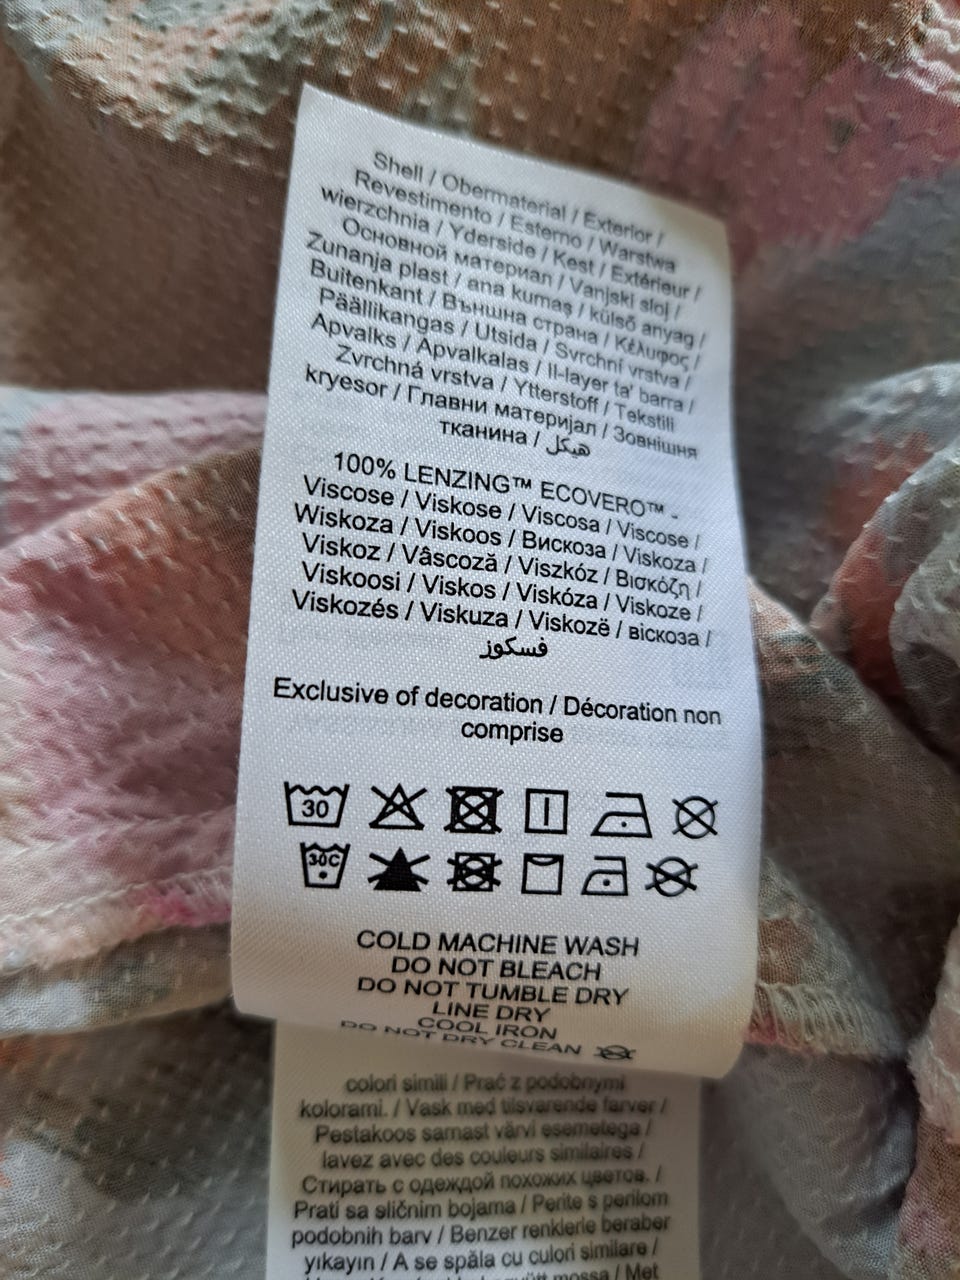 Shell / Obermaterial / Exterior /
Revestimento / Esterno / Warstwa
wierzchnia / Yderside / Kest / Extérieur /
Основной материал / Vanjski sloj /
Zunanja plast / ana kumaş / külső anyag /
Buitenkant / Външна страна / Κέλυφος /
Päällikangas / Utsida / Svrchní vrstva /
Apvalks / Apvalkalas / Il-layer ta' barra /
Zvrchná vrstva / Ytterstoff / Tekstili
kryesor / Главни материјал / Зовнішня
тканина / هيكل
100% LENZING™ ECOVERO™ -
Viscose / Viskose / Viscosa / Viscose /
Wiskoza / Viskoos / Вискоза / Viskoza /
Viskoz / Vâscoză / Viszkóz / Βισκόζη /
Viskoosi / Viskos / Viskóza / Viskoze /
Viskozés / Viskuza / Viskozë / віскоза /
فسكوز
Exclusive of decoration / Décoration non
comprise
30
30C
COLD MACHINE WASH
DO NOT BLEACH
DO NOT TUMBLE DRY
LINE DRY
COOL IRON
DO NOT DRY CLEAN
colori simili / Prać z podobnymi
kolorami. / Vask med tilsvarende farver /
Pestakoos samast värvi esemetega /
lavez avec des couleurs similaires /
Стирать с одеждой похожих цветов. /
Prati sa sličnim bojama / Perite s perilom
podobnih barv / Benzer renklerle beraber
yıkayın / A se spăla cu culori similare /
mossa / Met